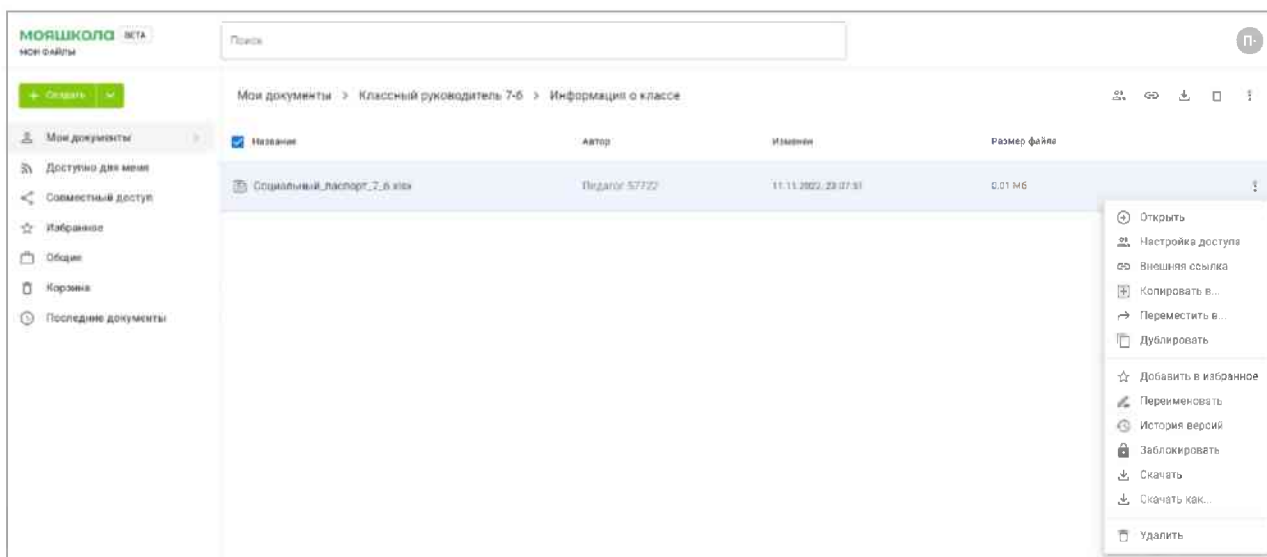 МОЯШКОЛА BETA
МОИ ФАЙЛЫ
Поиск
П-
+ Создать
Мои документы > Классный руководитель 7-б > Информация о классе
Мои документы
Доступно для меня
Совместный доступ
Избранное
Общие
Корзина
Последние документы
Название Автор Изменен Размер файла
Социальный_паспорт_7_б.xlsx Педагог 57722 11.11.2022, 23:07:51 0.01 Мб
Открыть
Настройка доступа
Внешняя ссылка
Копировать в...
Переместить в...
Дублировать
Добавить в избранное
Переименовать
История версий
Заблокировать
Скачать
Скачать как...
Удалить